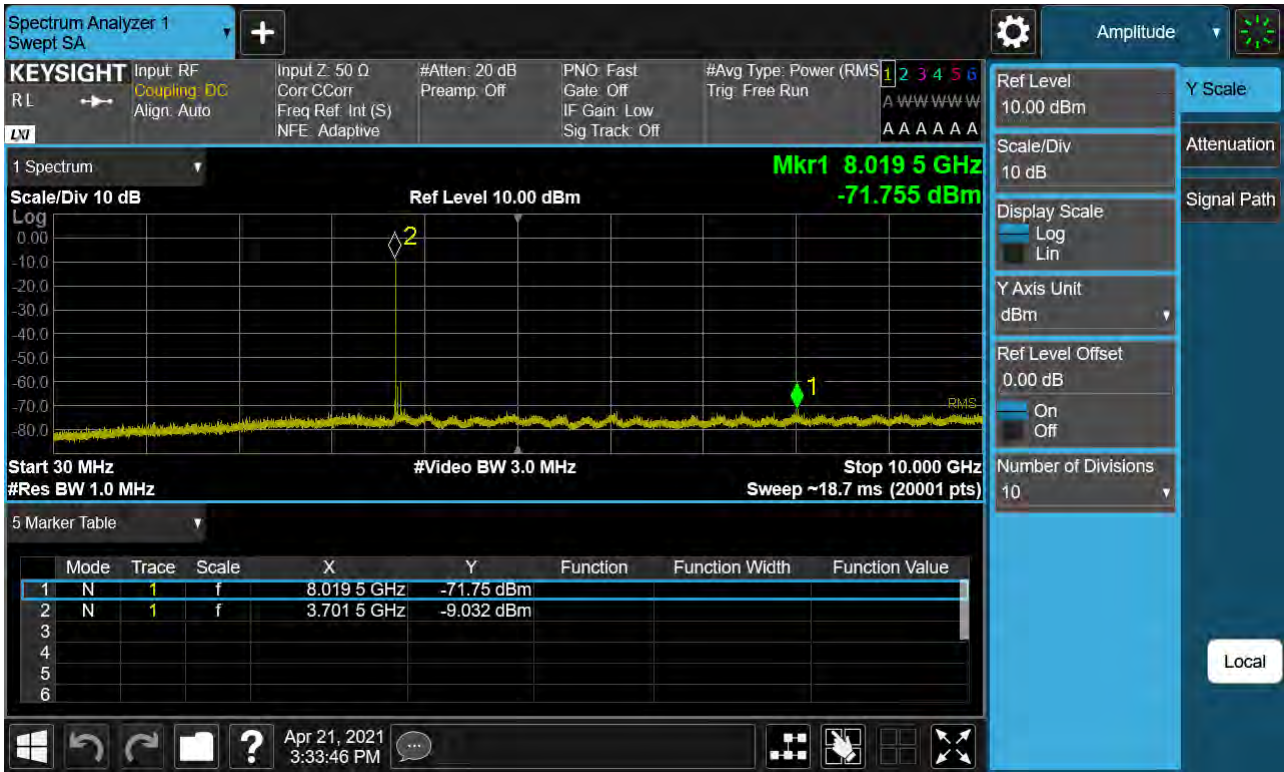 Spectrum Analyzer 1
Swept SA
+
Amplitude
KEYSIGHT
RL
LXI
Input: RF
Coupling: DC
Align: Auto
Input Z: 50 Ω
Corr CCorr
Freq Ref: Int (S)
NFE: Adaptive
#Atten: 20 dB
Preamp: Off
PNO: Fast
Gate: Off
IF Gain: Low
Sig Track: Off
#Avg Type: Power (RMS
Trig: Free Run
1 2 3 4 5 6
A W W W W W
A A A A A A
1 Spectrum
Mkr1 8.019 5 GHz
Scale/Div 10 dB
Ref Level 10.00 dBm
-71.755 dBm
Log
0.00
-10.0
-20.0
-30.0
-40.0
-50.0
-60.0
-70.0
-80.0
2
1
RMS
Start 30 MHz
#Video BW 3.0 MHz
Stop 10.000 GHz
#Res BW 1.0 MHz
Sweep ~18.7 ms (20001 pts)
5 Marker Table
Mode Trace Scale X Y Function Function Width Function Value
1 N 1 f 8.019 5 GHz -71.75 dBm
2 N 1 f 3.701 5 GHz -9.032 dBm
3
4
5
6
Ref Level
10.00 dBm
Scale/Div
10 dB
Display Scale
Log
Lin
Y Axis Unit
dBm
Ref Level Offset
0.00 dB
On
Off
Number of Divisions
10
Y Scale
Attenuation
Signal Path
Local
?
Apr 21, 2021
3:33:46 PM